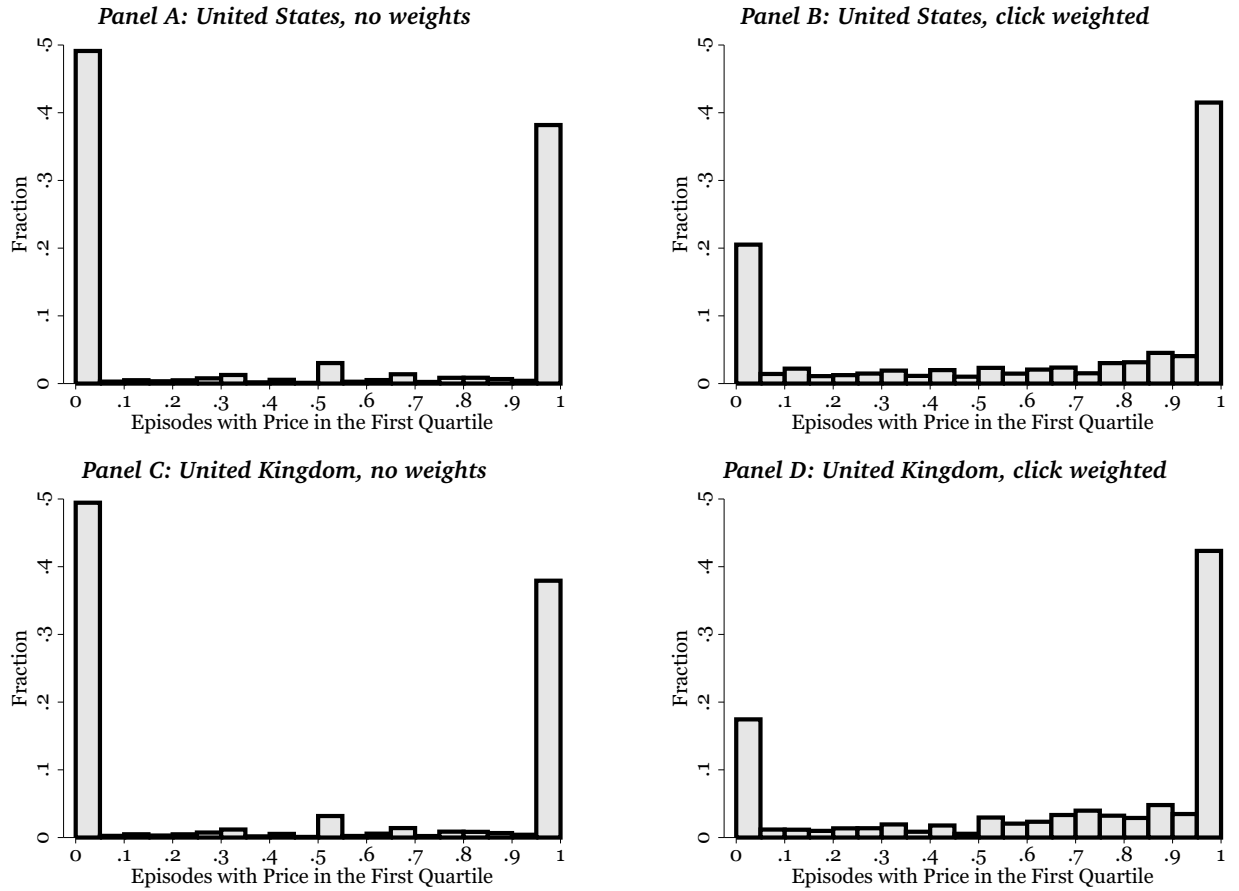 Panel A: United States, no weights
Fraction
.5
.4
.3
.2
.1
0
0 .1 .2 .3 .4 .5 .6 .7 .8 .9 1
Episodes with Price in the First Quartile
Panel B: United States, click weighted
Fraction
.5
.4
.3
.2
.1
0
0 .1 .2 .3 .4 .5 .6 .7 .8 .9 1
Episodes with Price in the First Quartile
Panel C: United Kingdom, no weights
Fraction
.5
.4
.3
.2
.1
0
0 .1 .2 .3 .4 .5 .6 .7 .8 .9 1
Episodes with Price in the First Quartile
Panel D: United Kingdom, click weighted
Fraction
.5
.4
.3
.2
.1
0
0 .1 .2 .3 .4 .5 .6 .7 .8 .9 1
Episodes with Price in the First Quartile